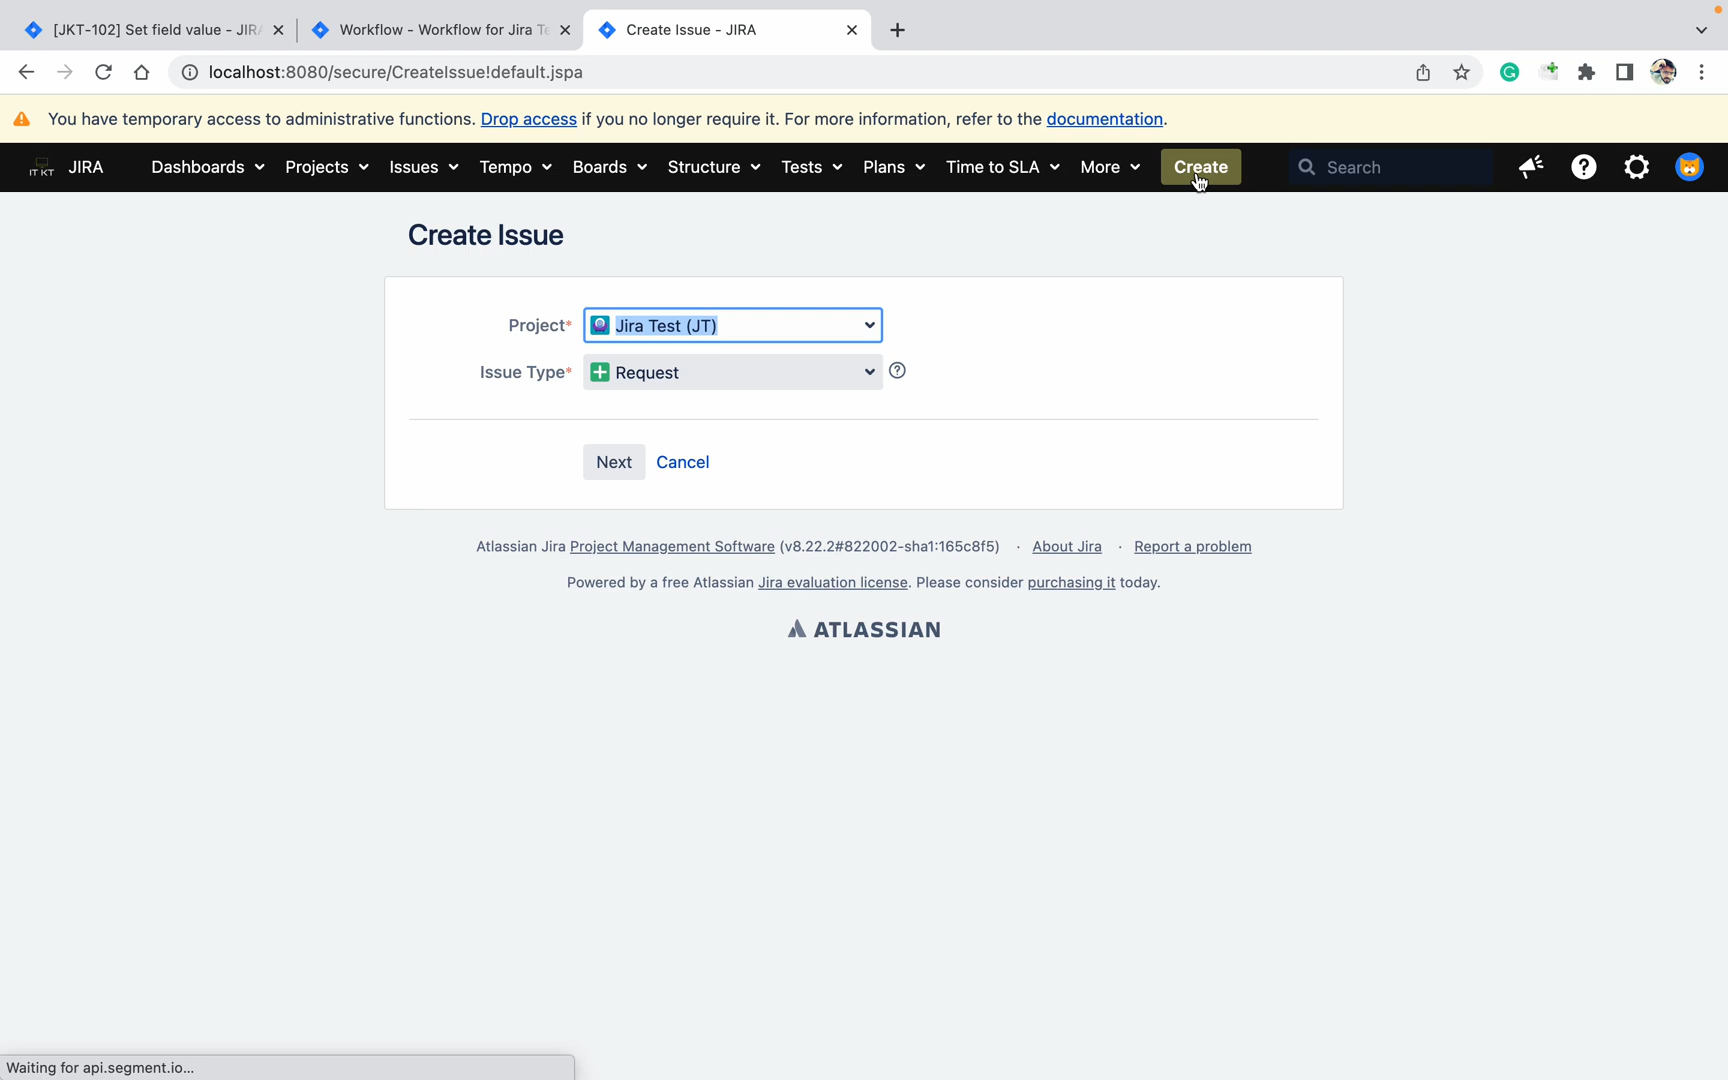 [JKT-102] Set field value - JIR
Workflow - Workflow for Jira Te
Create Issue - JIRA
localhost:8080/secure/CreateIssue!default.jspa
You have temporary access to administrative functions. Drop access if you no longer require it. For more information, refer to the documentation.
IT KT JIRA Dashboards Projects Issues Tempo Boards Structure Tests Plans Time to SLA More Create Search
Create Issue
Project* Jira Test (JT)
Issue Type* Request
Next Cancel
Atlassian Jira Project Management Software (v8.22.2#822002-sha1:165c8f5) · About Jira · Report a problem
Powered by a free Atlassian Jira evaluation license. Please consider purchasing it today.
ATLASSIAN
Waiting for api.segment.io...